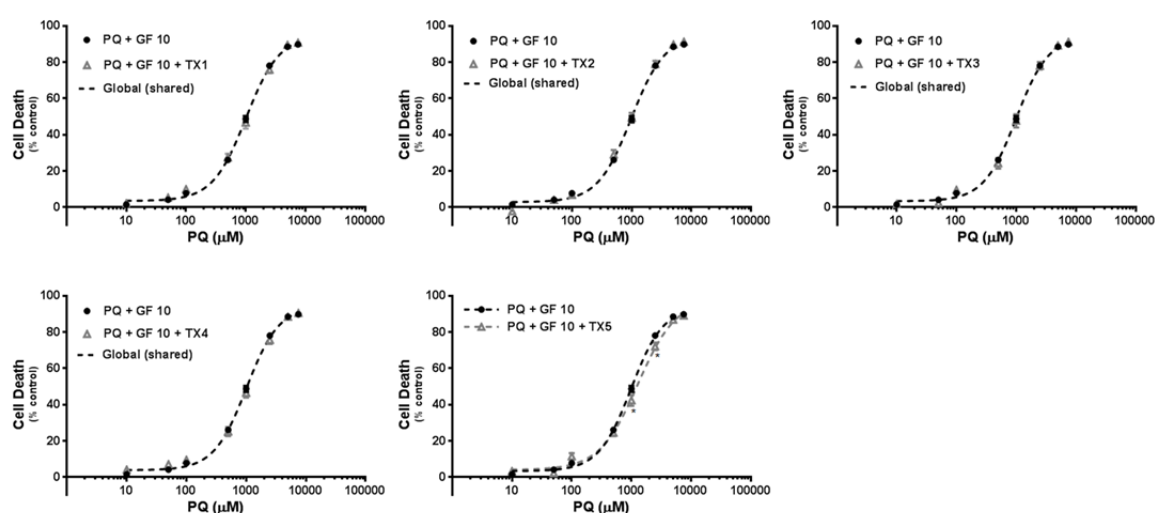 100
80
60
40
20
0
Cell Death
(% control)
PQ + GF 10
PQ + GF 10 + TX1
Global (shared)
10
100
1000
10000
100000
PQ (µM)
100
80
60
40
20
0
Cell Death
(% control)
PQ + GF 10
PQ + GF 10 + TX2
Global (shared)
10
100
1000
10000
100000
PQ (µM)
100
80
60
40
20
0
Cell Death
(% control)
PQ + GF 10
PQ + GF 10 + TX3
Global (shared)
10
100
1000
10000
100000
PQ (µM)
100
80
60
40
20
0
Cell Death
(% control)
PQ + GF 10
PQ + GF 10 + TX4
Global (shared)
10
100
1000
10000
100000
PQ (µM)
100
80
60
40
20
0
Cell Death
(% control)
PQ + GF 10
PQ + GF 10 + TX5
*
*
10
100
1000
10000
100000
PQ (µM)